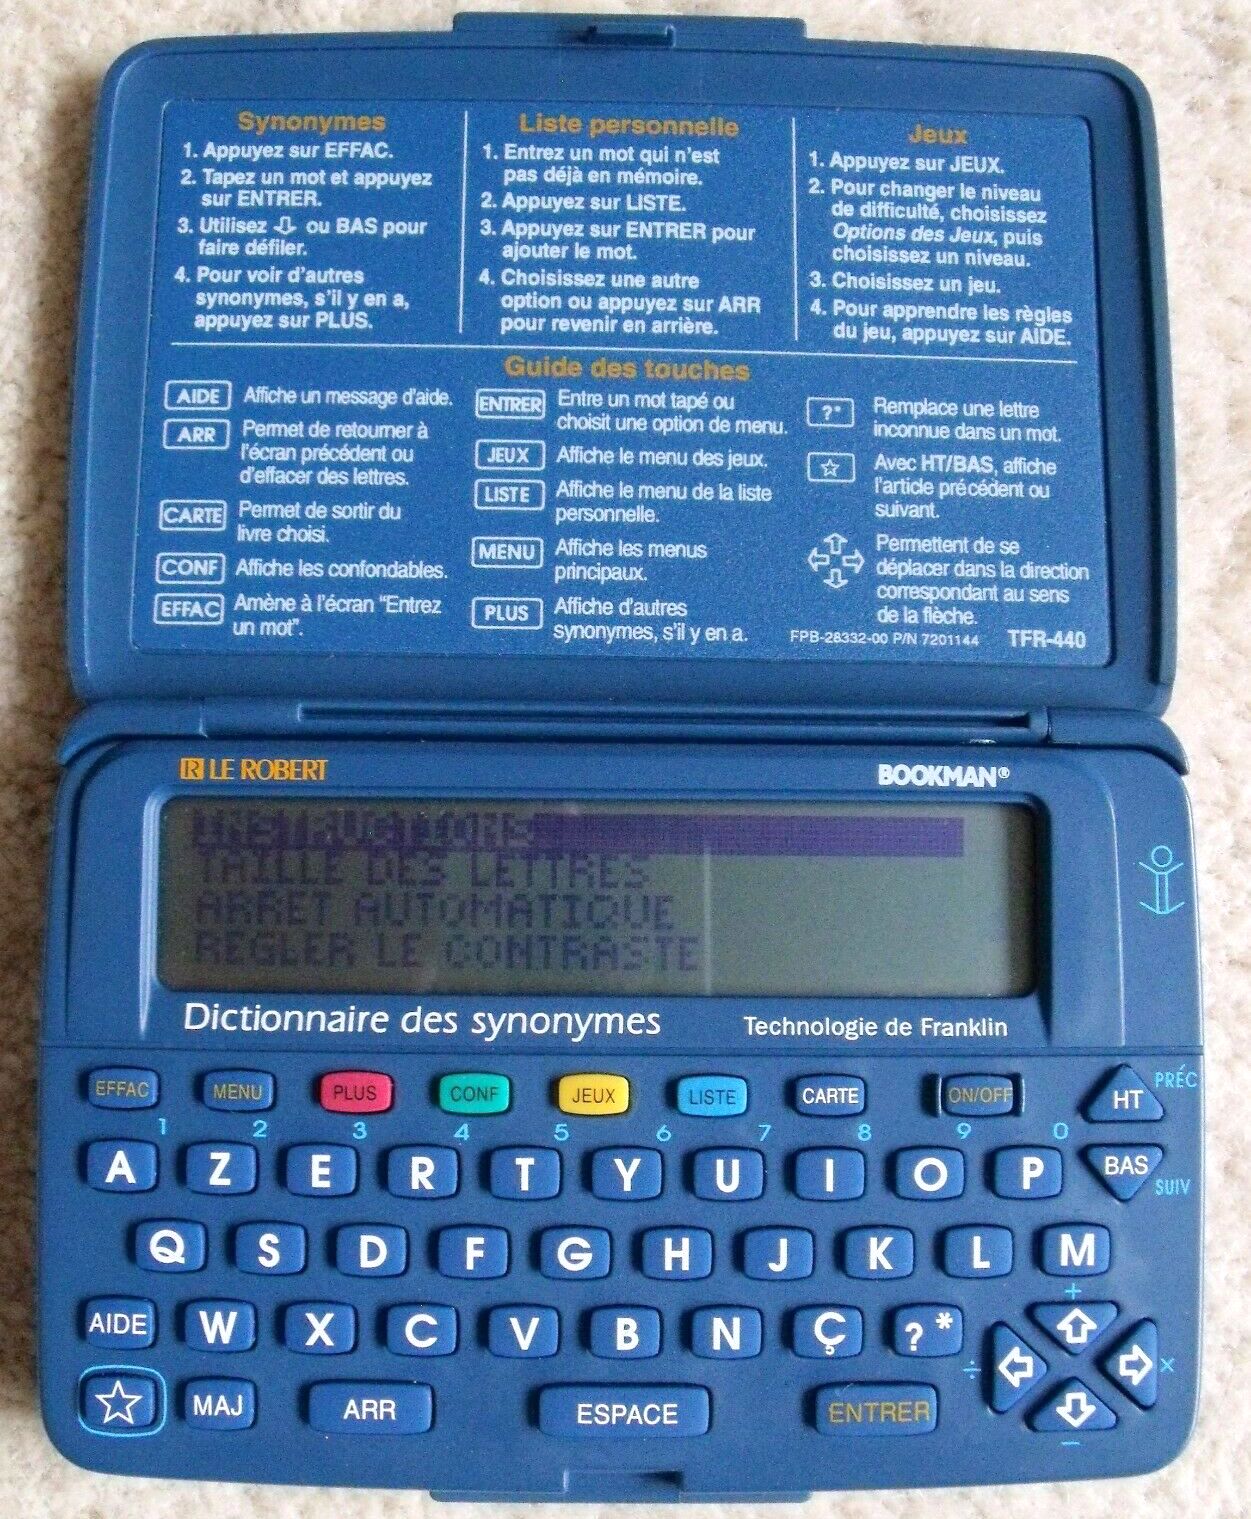 Synonymes
1. Appuyez sur EFFAC.
2. Tapez un mot et appuyez
sur ENTRER.
3. Utilisez ⇩ ou BAS pour
faire défiler.
4. Pour voir d'autres
synonymes, s'il y en a,
appuyez sur PLUS.
Liste personnelle
1. Entrez un mot qui n'est
pas déjà en mémoire.
2. Appuyez sur LISTE.
3. Appuyez sur ENTRER pour
ajouter le mot.
4. Choisissez une autre
option ou appuyez sur ARR
pour revenir en arrière.
Jeux
1. Appuyez sur JEUX.
2. Pour changer le niveau
de difficulté, choisissez
Options des Jeux, puis
choisissez un niveau.
3. Choisissez un jeu.
4. Pour apprendre les règles
du jeu, appuyez sur AIDE.
Guide des touches
AIDE Affiche un message d'aide.
ARR Permet de retourner à
l'écran précédent ou
d'effacer des lettres.
CARTE Permet de sortir du
livre choisi.
CONF Affiche les confondables.
EFFAC Amène à l'écran "Entrez
un mot".
ENTRER Entre un mot tapé ou
choisit une option de menu.
JEUX Affiche le menu des jeux.
LISTE Affiche le menu de la liste
personnelle.
MENU Affiche les menus
principaux.
PLUS Affiche d'autres
synonymes, s'il y en a.
?* Remplace une lettre
inconnue dans un mot.
☆ Avec HT/BAS, affiche
l'article précédent ou
suivant.
Permettent de se
déplacer dans la direction
correspondant au sens
de la flèche.
FPB-28332-00 P/N 7201144 TFR-440
R LE ROBERT
BOOKMAN®
INSTRUCTIONS
TAILLE DES LETTRES
ARRET AUTOMATIQUE
REGLER LE CONTRASTE
Dictionnaire des synonymes
Technologie de Franklin
EFFAC MENU PLUS CONF JEUX LISTE CARTE ON/OFF HT PRÉC
1 2 3 4 5 6 7 8 9 0
A Z E R T Y U I O P BAS SUIV
Q S D F G H J K L M
AIDE W X C V B N Ç ?* +
÷ ×
☆ MAJ ARR ESPACE ENTRER −